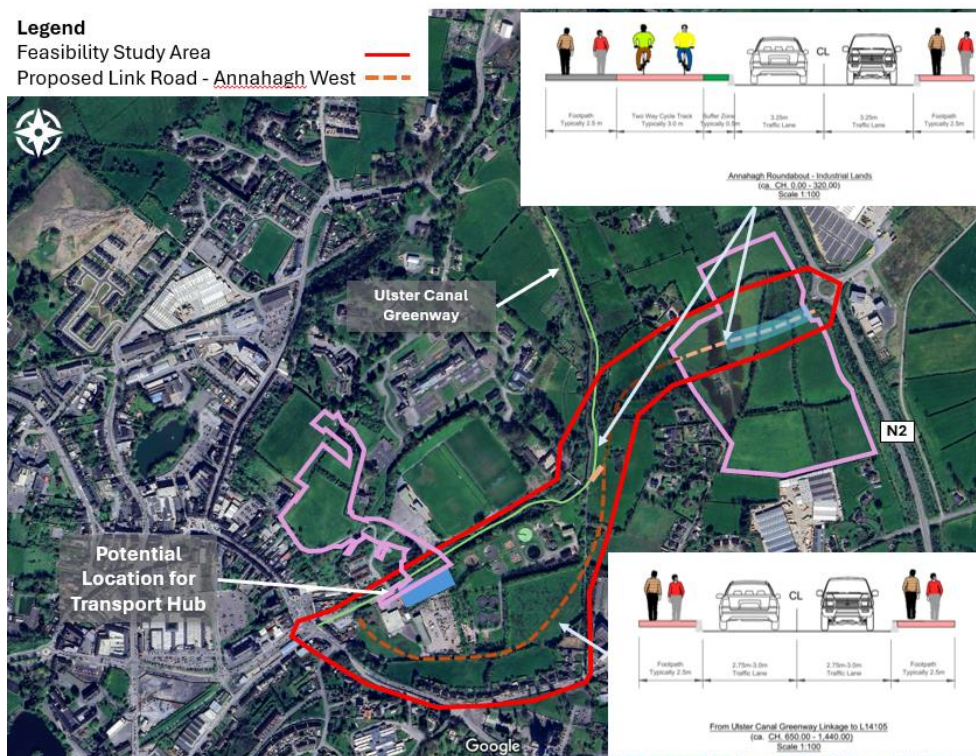 Legend
Feasibility Study Area
Proposed Link Road - Annahagh West
CL
Footpath
Typically 2.5 m
Two Way Cycle Track
Typically 3.0 m
Buffer Zone
Typically 0.5m
3.25m
Traffic Lane
3.25m
Traffic Lane
Footpath
Typically 2.5m
Annahagh Roundabout - Industrial Lands
(ca. CH. 0.00 - 320.00)
Scale 1:100
Ulster Canal
Greenway
N2
Potential
Location for
Transport Hub
CL
Footpath
Typically 2.5m
2.75m-3.0m
Traffic Lane
2.75m-3.0m
Traffic Lane
Footpath
Typically 2.5m
From Ulster Canal Greenway Linkage to L14105
(ca. CH. 650.00 - 1,440.00)
Scale 1:100
Google